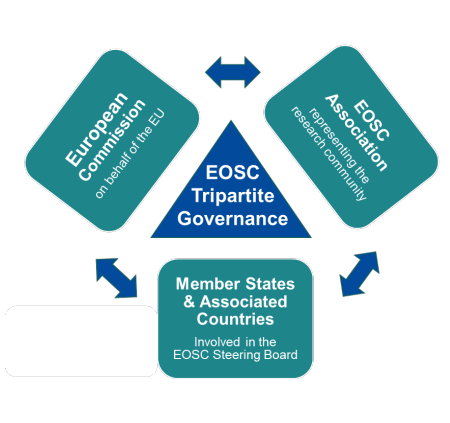 European
Commission
on behalf of the EU
EOSC
Association
representing the
research community
EOSC
Tripartite
Governance
Member States
& Associated
Countries
Involved in the
EOSC Steering Board